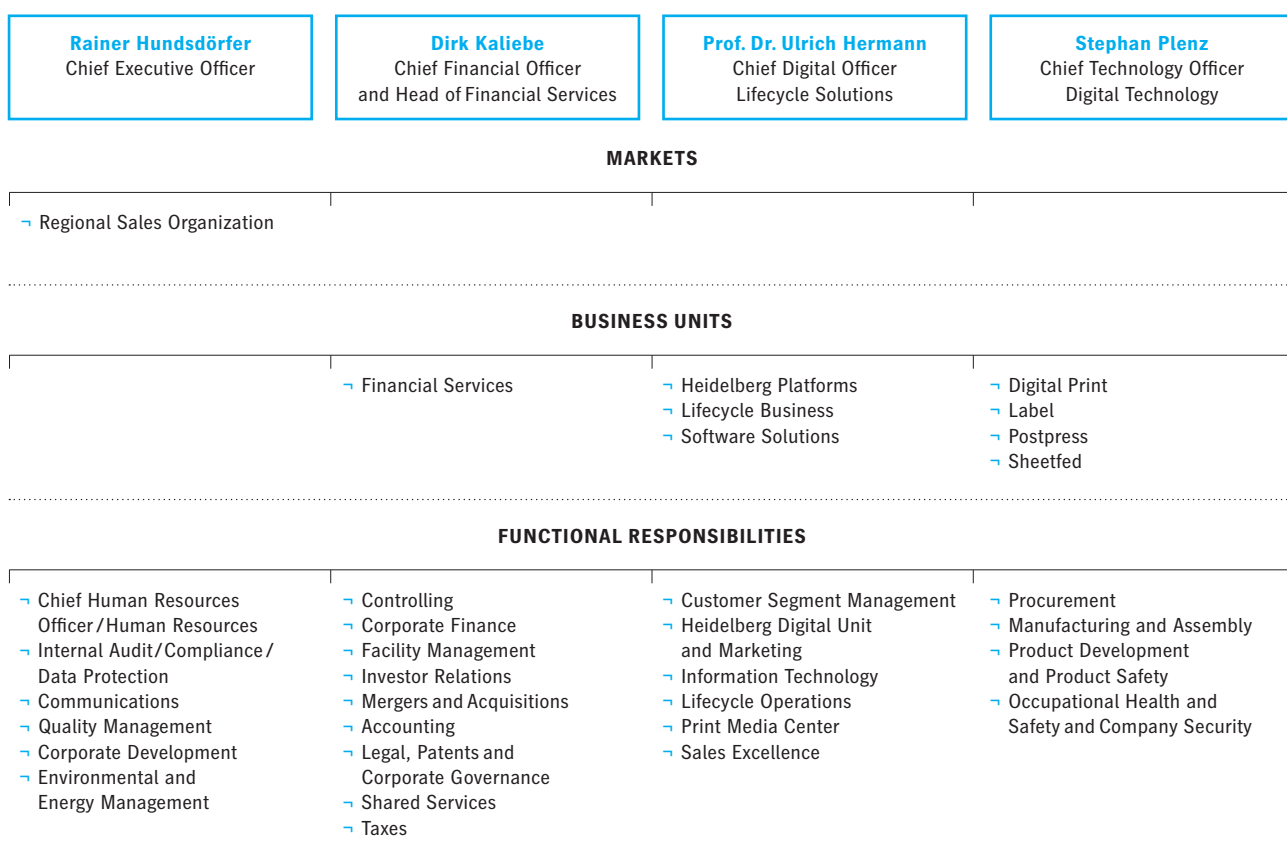 Rainer Hundsdörfer
Chief Executive Officer
Dirk Kaliebe
Chief Financial Officer
and Head of Financial Services
Prof. Dr. Ulrich Hermann
Chief Digital Officer
Lifecycle Solutions
Stephan Plenz
Chief Technology Officer
Digital Technology
MARKETS
¬ Regional Sales Organization
BUSINESS UNITS
¬ Financial Services
¬ Heidelberg Platforms
¬ Lifecycle Business
¬ Software Solutions
¬ Digital Print
¬ Label
¬ Postpress
¬ Sheetfed
FUNCTIONAL RESPONSIBILITIES
¬ Chief Human Resources
Officer/Human Resources
¬ Internal Audit/Compliance/
Data Protection
¬ Communications
¬ Quality Management
¬ Corporate Development
¬ Environmental and
Energy Management
¬ Controlling
¬ Corporate Finance
¬ Facility Management
¬ Investor Relations
¬ Mergers and Acquisitions
¬ Accounting
¬ Legal, Patents and
Corporate Governance
¬ Shared Services
¬ Taxes
¬ Customer Segment Management
¬ Heidelberg Digital Unit
and Marketing
¬ Information Technology
¬ Lifecycle Operations
¬ Print Media Center
¬ Sales Excellence
¬ Procurement
¬ Manufacturing and Assembly
¬ Product Development
and Product Safety
¬ Occupational Health and
Safety and Company Security